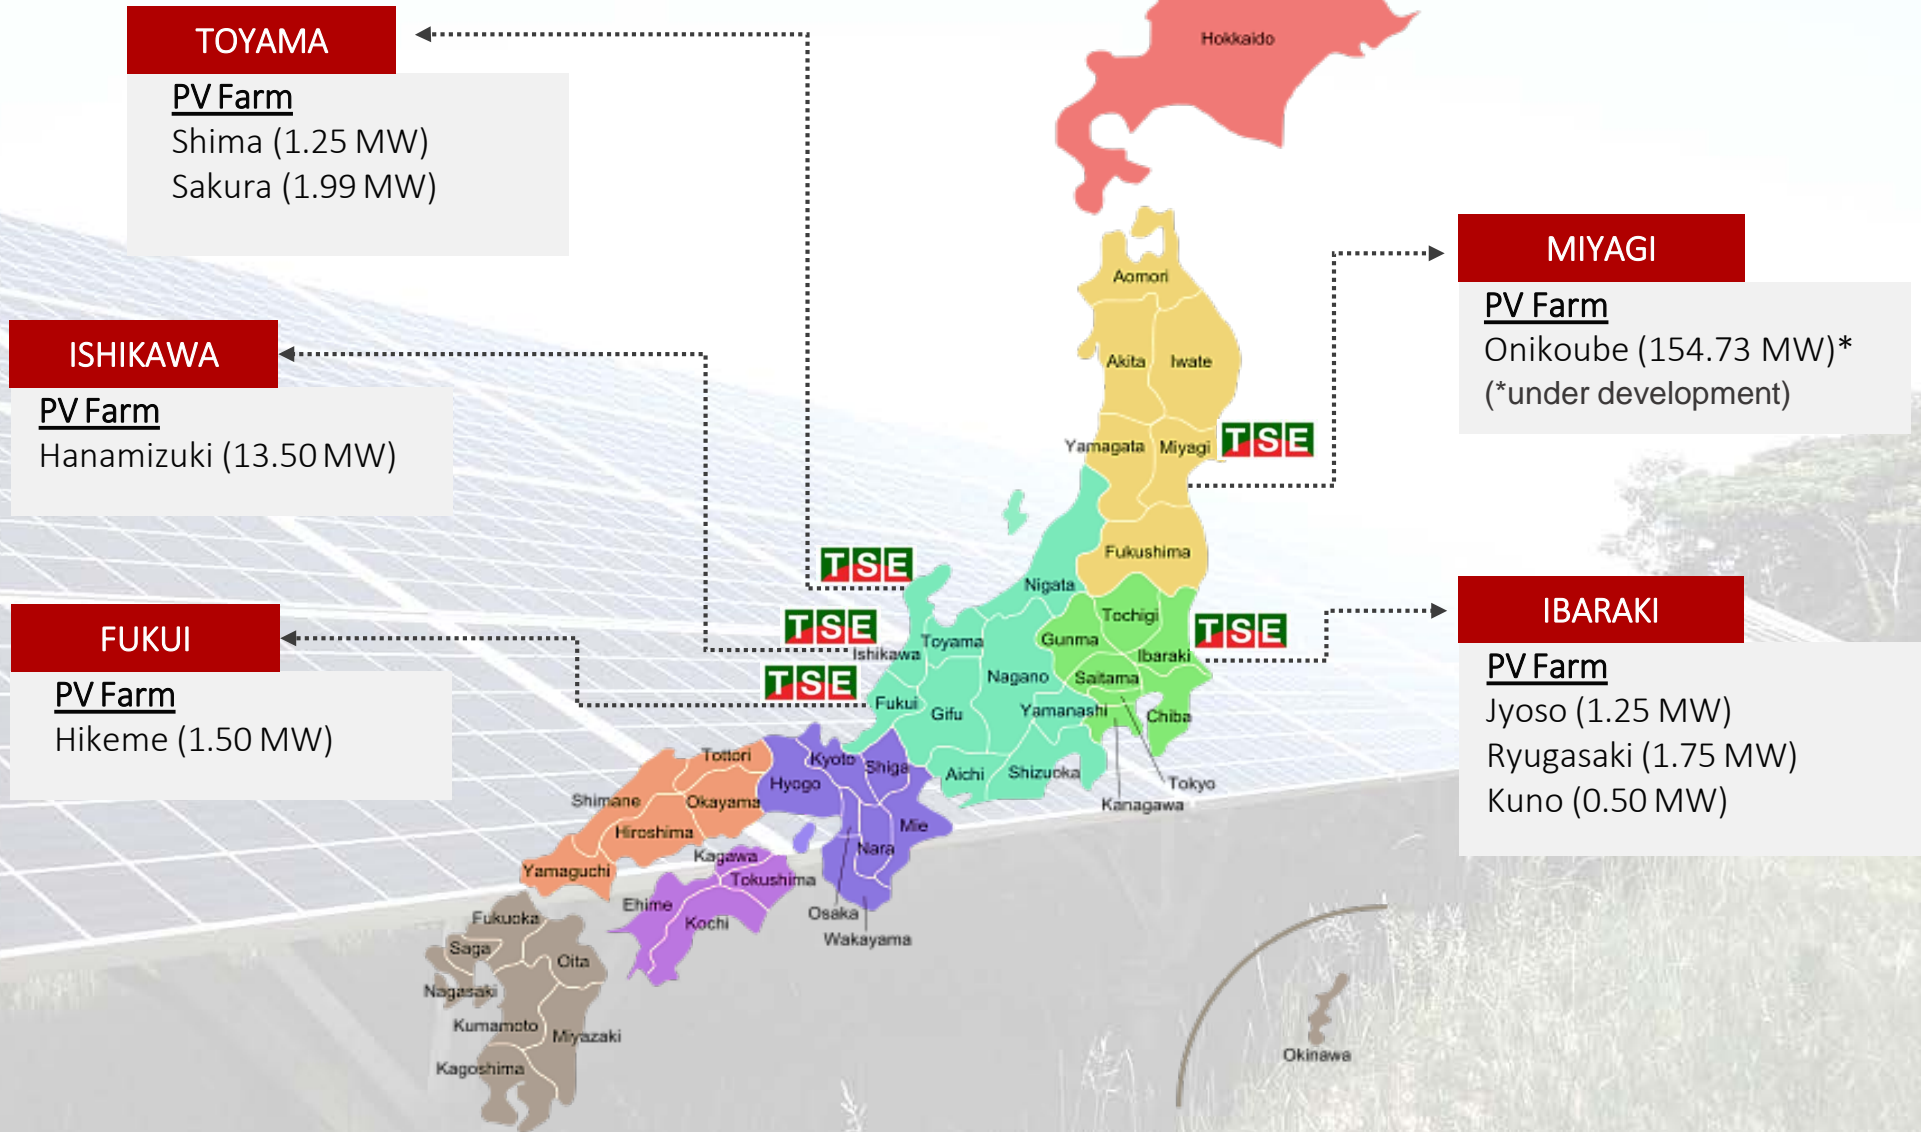 TOYAMA
PV Farm
Shima (1.25 MW)
Sakura (1.99 MW)
ISHIKAWA
PV Farm
Hanamizuki (13.50 MW)
FUKUI
PV Farm
Hikeme (1.50 MW)
MIYAGI
PV Farm
Onikoube (154.73 MW)*
(*under development)
IBARAKI
PV Farm
Jyoso (1.25 MW)
Ryugasaki (1.75 MW)
Kuno (0.50 MW)
Hokkaido
Aomori
Akita
Iwate
Yamagata
Miyagi
TSE
Fukushima
TSE
Nigata
Tochigi
TSE
Gunma
TSE
Toyama
Ishikawa
Ibaraki
TSE
Nagano
Saitama
Fukui
Gifu
Yamanashi
Chiba
Tottori
Kyoto
Shiga
Aichi
Shizuoka
Hyogo
Tokyo
Shimane
Okayama
Kanagawa
Hiroshima
Mie
Nara
Kagawa
Yamaguchi
Tokushima
Ehime
Kochi
Osaka
Wakayama
Fukuoka
Saga
Oita
Nagasaki
Kumamoto
Miyazaki
Kagoshima
Okinawa